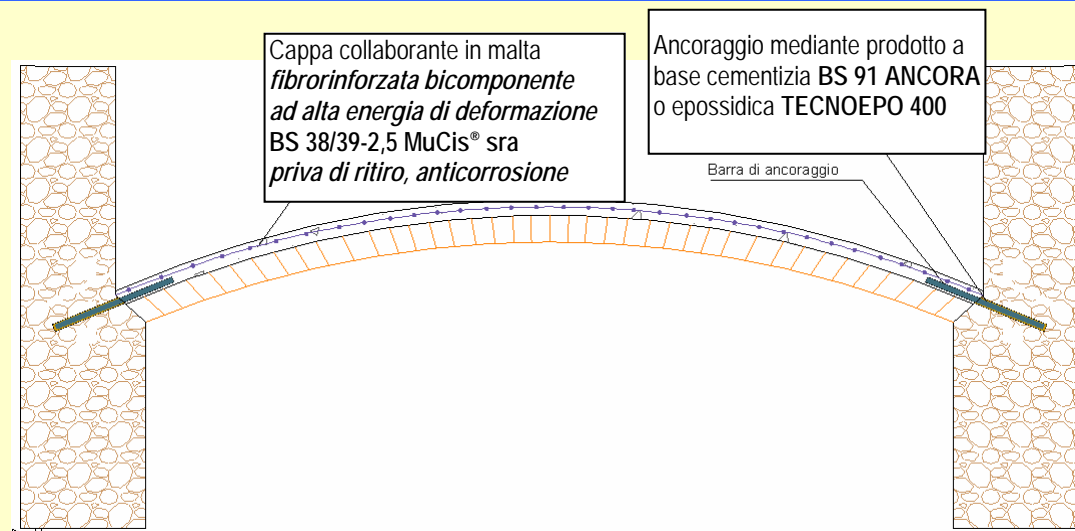 Cappa collaborante in malta
fibrorinforzata bicomponente
ad alta energia di deformazione
BS 38/39-2,5 MuCis® sra
priva di ritiro, anticorrosione
Ancoraggio mediante prodotto a
base cementizia BS 91 ANCORA
o epossidica TECNOEPO 400
Barra di ancoraggio